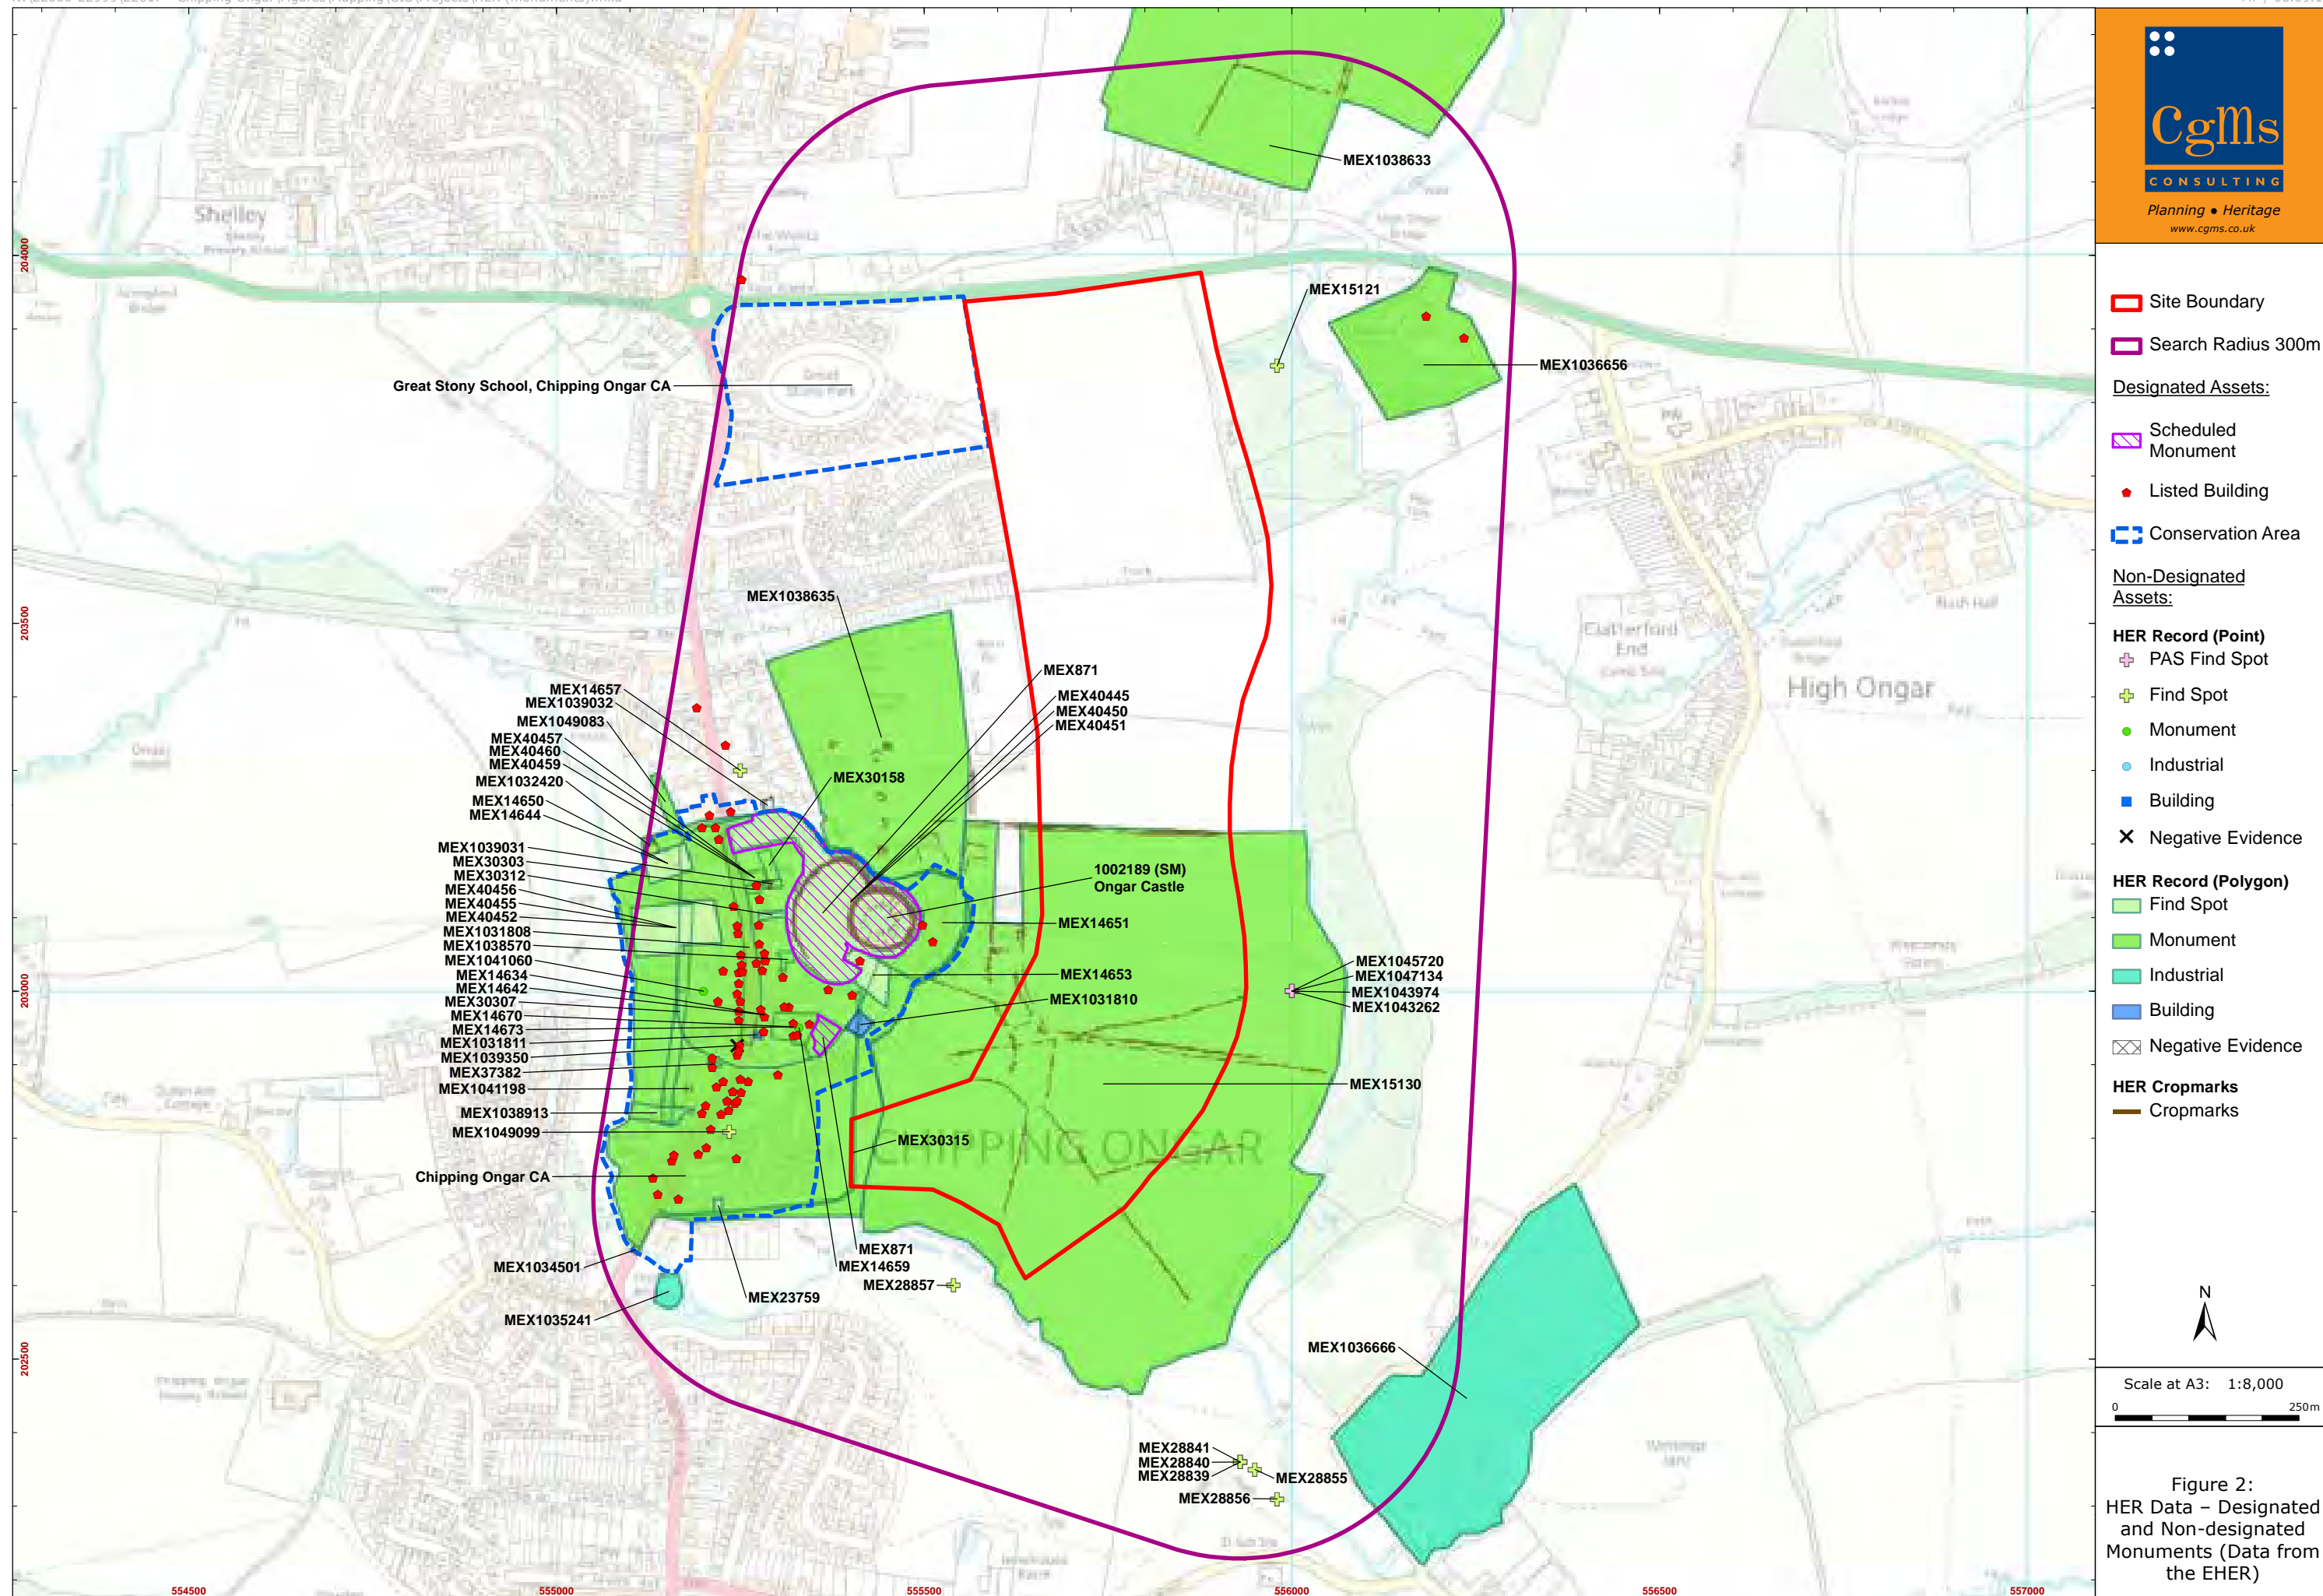 CgMs
CONSULTING
Planning ● Heritage
www.cgms.co.uk
Site Boundary
Search Radius 300m
Designated Assets:
Scheduled
Monument
Listed Building
Conservation Area
Non-Designated
Assets:
HER Record (Point)
PAS Find Spot
Find Spot
Monument
Industrial
Building
Negative Evidence
HER Record (Polygon)
Find Spot
Monument
Industrial
Building
Negative Evidence
HER Cropmarks
Cropmarks
N
Scale at A3: 1:8,000
0 250m
Figure 2:
HER Data – Designated
and Non-designated
Monuments (Data from
the EHER)
Shelley
MEX1038633
204000
MEX15121
MEX1036656
Great Stony School, Chipping Ongar CA
Great
Stony Park
Track
MEX1038635
203500
Clatterford
End
High Ongar
MEX871
MEX14657
MEX1039032
MEX1049083
MEX40445
MEX40450
MEX40451
MEX40457
MEX40460
MEX40459
MEX1032420
MEX30158
MEX14650
MEX14644
MEX1039031
MEX30303
MEX30312
MEX40456
MEX40455
MEX40452
MEX1031808
MEX1038570
MEX1041060
MEX14634
MEX14642
MEX30307
MEX14670
MEX14673
MEX1031811
MEX1039350
MEX37382
MEX1041198
MEX1038913
MEX1049099
1002189 (SM)
Ongar Castle
MEX14651
MEX14653
MEX1031810
203000
MEX1045720
MEX1047134
MEX1043974
MEX1043262
MEX15130
MEX30315
CHIPPING ONGAR
Chipping Ongar CA
MEX871
MEX14659
MEX28857
MEX1034501
MEX23759
MEX1035241
202500
MEX1036666
MEX28841
MEX28840
MEX28839
MEX28855
MEX28856
554500
555000
555500
556000
556500
557000